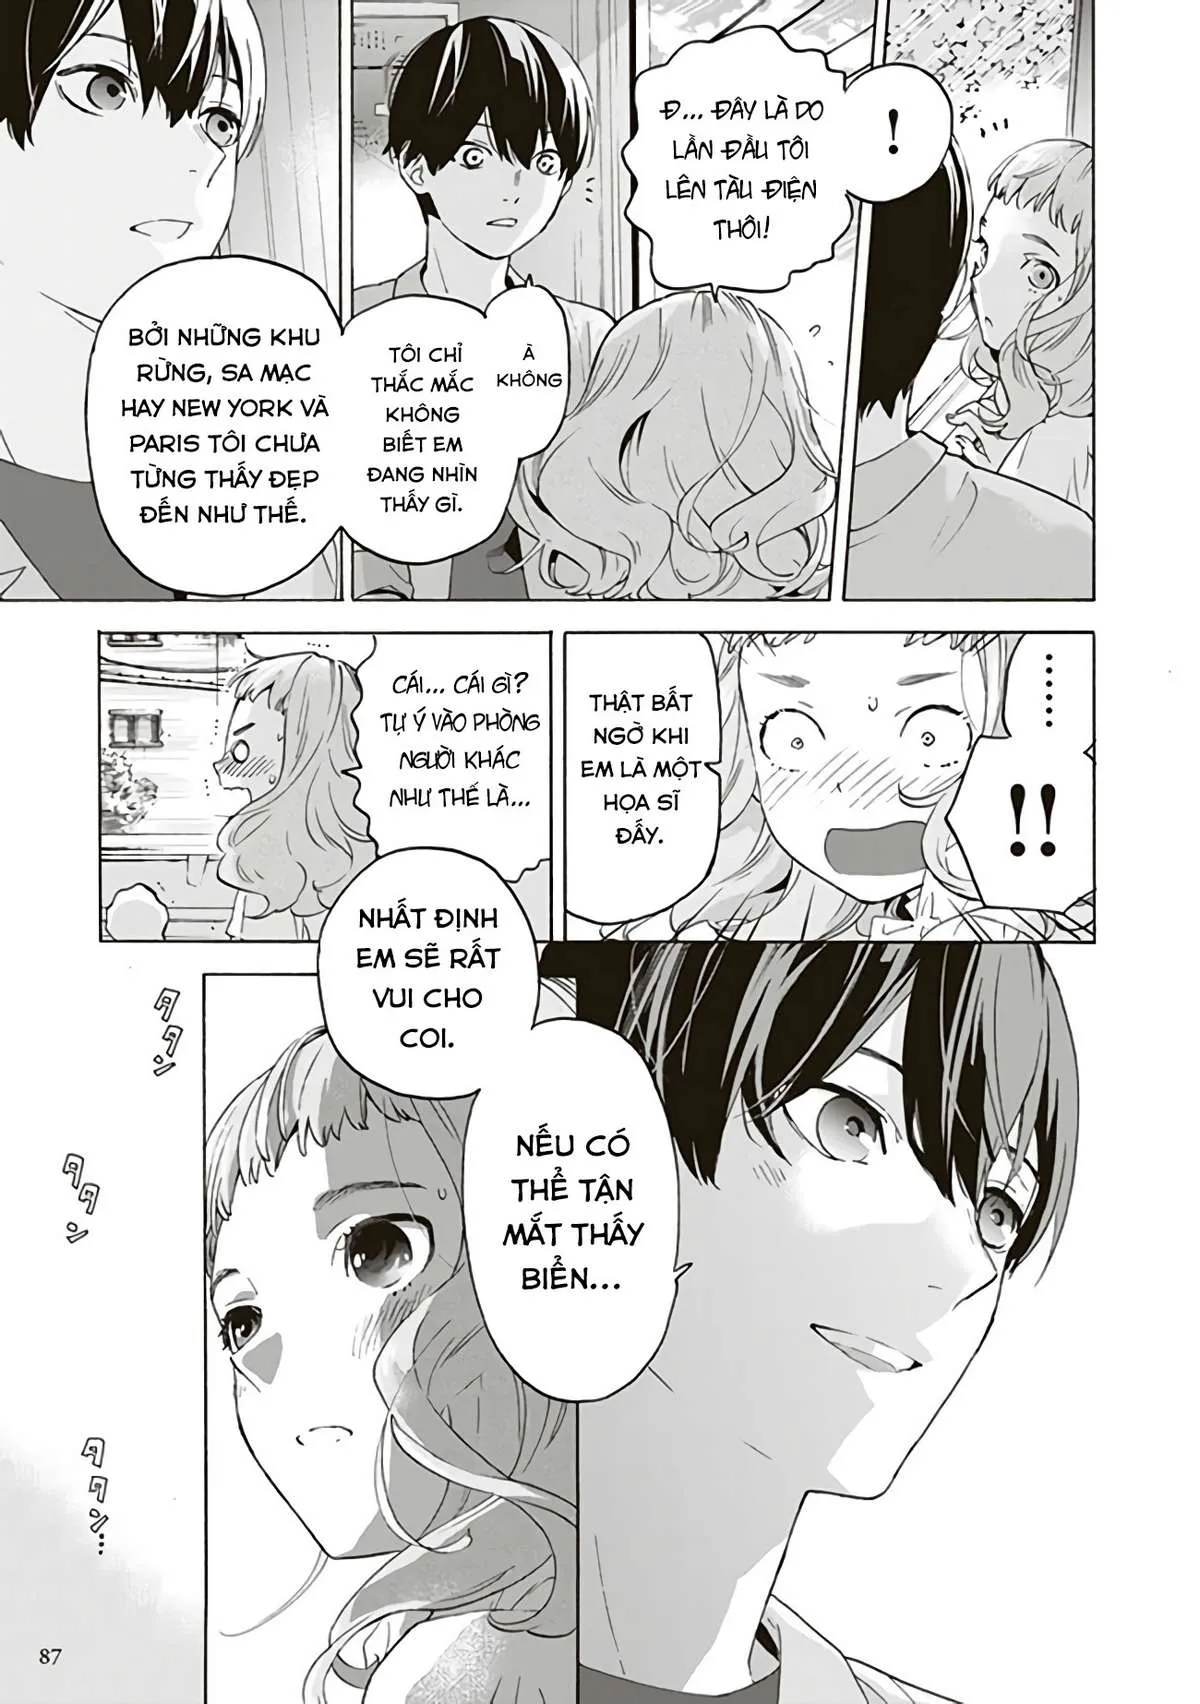 !
Đ... ĐÂY LÀ DO
LẦN ĐẦU TÔI
LÊN TÀU ĐIỆN
THÔI!
À
KHÔNG
TÔI CHỈ
THẮC MẮC
KHÔNG
BIẾT EM
ĐANG NHÌN
THẤY GÌ.
BỞI NHỮNG KHU
RỪNG, SA MẠC
HAY NEW YORK VÀ
PARIS TÔI CHƯA
TỪNG THẤY ĐẸP
ĐẾN NHƯ THẾ.
......
!!
THẬT BẤT
NGỜ KHI
EM LÀ MỘT
HỌA SĨ
ĐẤY.
CÁI... CÁI GÌ?
TỰ Ý VÀO PHÒNG
NGƯỜI KHÁC
NHƯ THẾ LÀ...
NẾU CÓ
THỂ TẬN
MẮT THẤY
BIỂN...
NHẤT ĐỊNH
EM SẼ RẤT
VUI CHO
COI.
タタン
タタン
タタン
タタン…
87